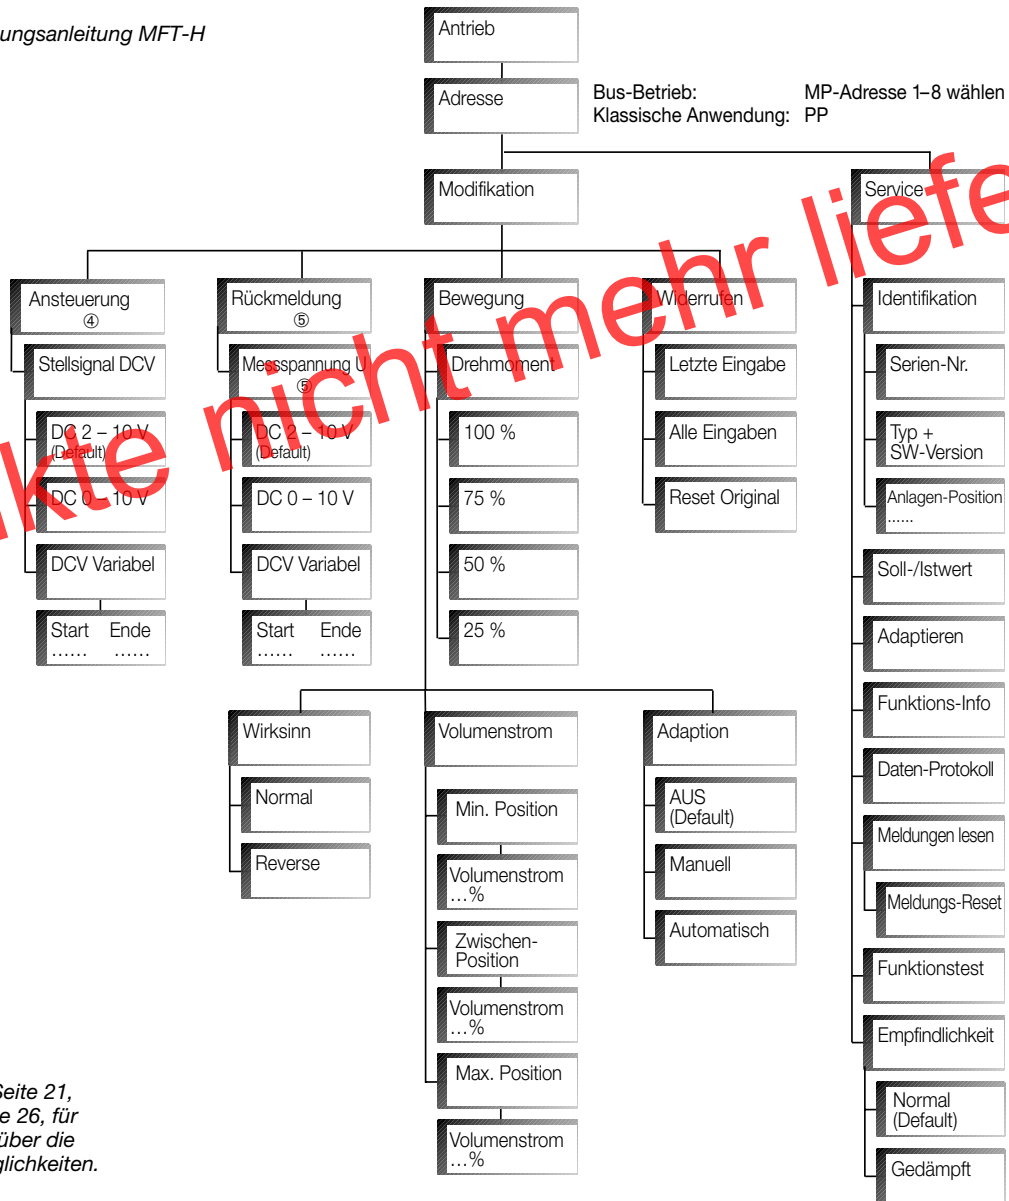 ungsanleitung MFT-H
Antrieb
Adresse
Bus-Betrieb: MP-Adresse 1–8 wählen
Klassische Anwendung: PP
Modifikation
Service
Ansteuerung
④
Stellsignal DCV
DC 2 – 10 V
(Default)
DC 0 – 10 V
DCV Variabel
Start Ende
...... ......
Rückmeldung
⑤
Messspannung U
⑤
DC 2 – 10 V
(Default)
DC 0 – 10 V
DCV Variabel
Start Ende
...... ......
Bewegung
Drehmoment
100 %
75 %
50 %
25 %
Widerrufen
Letzte Eingabe
Alle Eingaben
Reset Original
Wirksinn
Normal
Reverse
Volumenstrom
Min. Position
Volumenstrom
...%
Zwischen-
Position
Volumenstrom
...%
Max. Position
Volumenstrom
...%
Adaption
AUS
(Default)
Manuell
Automatisch
Identifikation
Serien-Nr.
Typ +
SW-Version
Anlagen-Position
......
Soll-/Istwert
Adaptieren
Funktions-Info
Daten-Protokoll
Meldungen lesen
Meldungs-Reset
Funktionstest
Empfindlichkeit
Normal
(Default)
Gedämpft
Seite 21,
e 26, für
über die
glichkeiten.
kte nicht mehr liefe